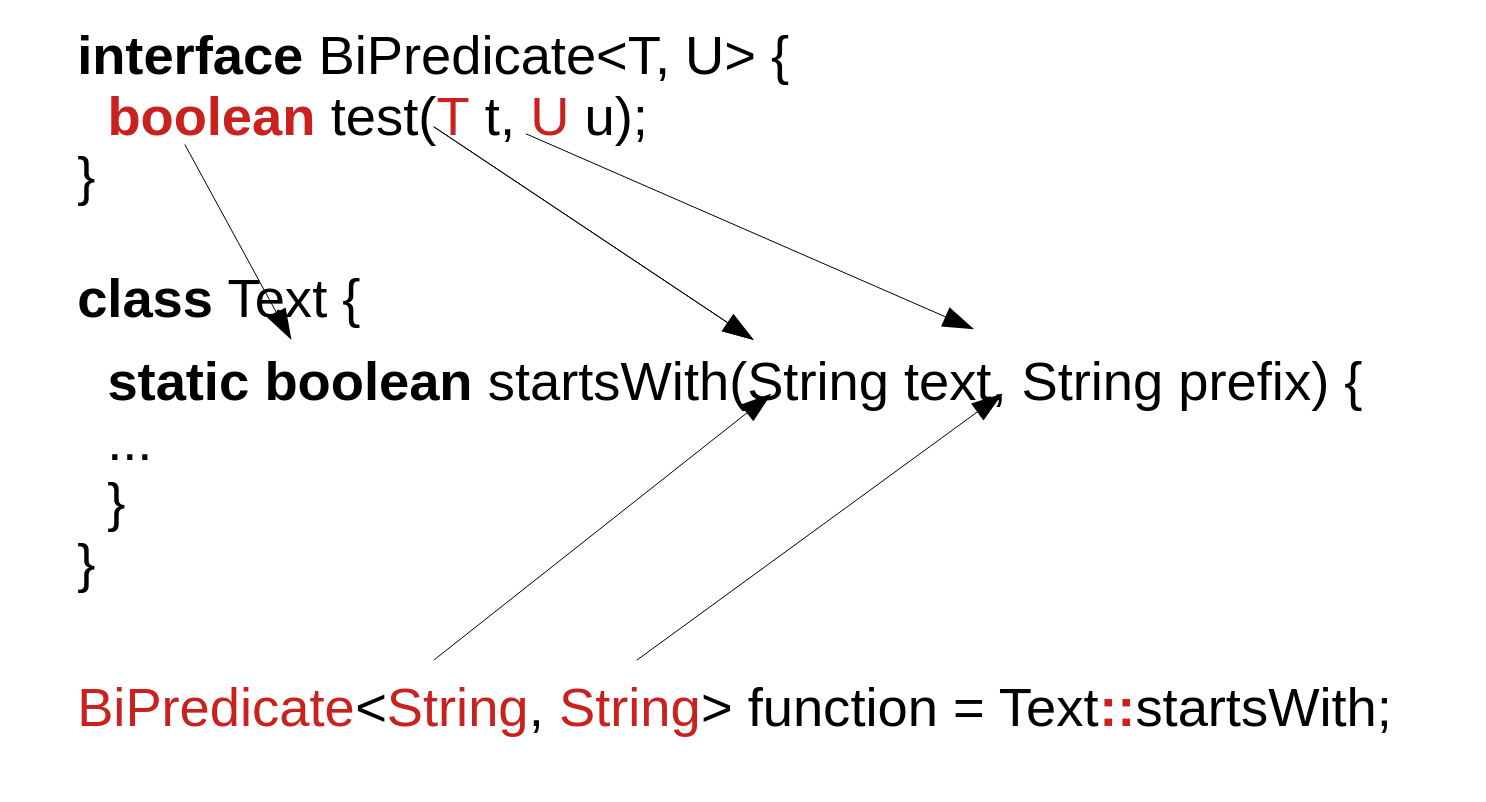 interface BiPredicate<T, U> {
boolean test(T t, U u);
}
class Text {
static boolean startsWith(String text, String prefix) {
...
}
}
BiPredicate<String, String> function = Text::startsWith;